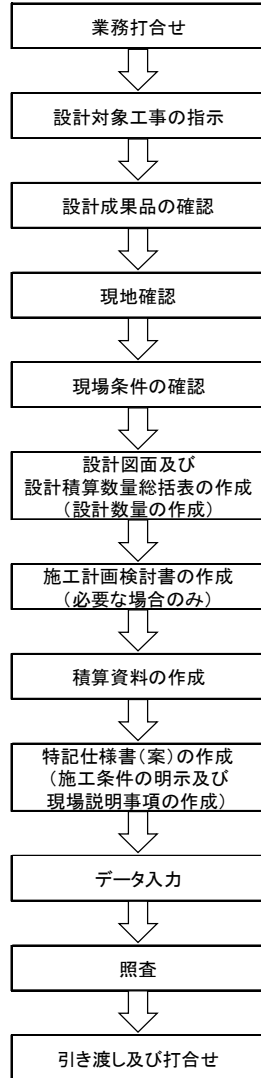 業務打合せ
設計対象工事の指示
設計成果品の確認
現地確認
現場条件の確認
設計図面及び
設計積算数量総括表の作成
(設計数量の作成)
施工計画検討書の作成
(必要な場合のみ)
積算資料の作成
特記仕様書(案)の作成
(施工条件の明示及び
現場説明事項の作成)
データ入力
照査
引き渡し及び打合せ